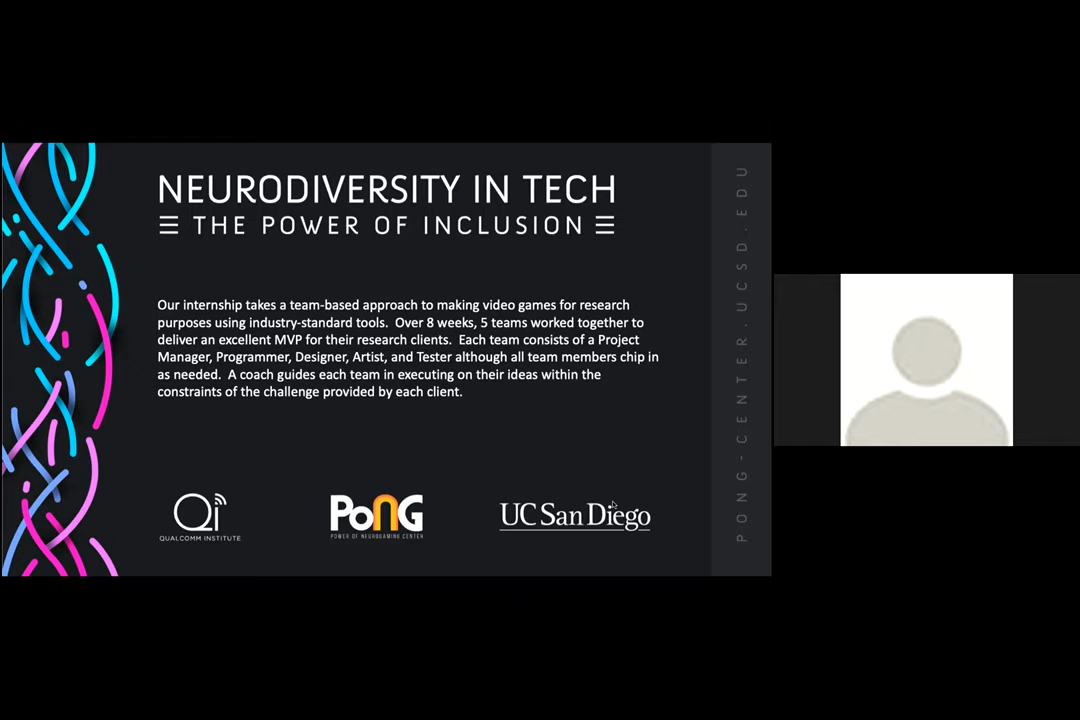 NEURODIVERSITY IN TECH
THE POWER OF INCLUSION
Our internship takes a team-based approach to making video games for research
purposes using industry-standard tools.  Over 8 weeks, 5 teams worked together to
deliver an excellent MVP for their research clients.  Each team consists of a Project
Manager, Programmer, Designer, Artist, and Tester although all team members chip in
as needed.  A coach guides each team in executing on their ideas within the
constraints of the challenge provided by each client.
Qi
QUALCOMM INSTITUTE
PoNG
POWER OF NEUROGAMING CENTER
UC San Diego
PONG-CENTER.UCSD.EDU